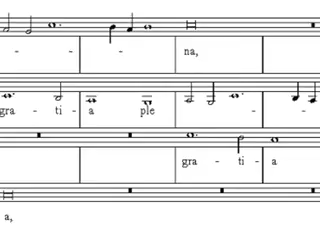 - - - na,
gra - ti - a ple - -
gra - ti - a
a,